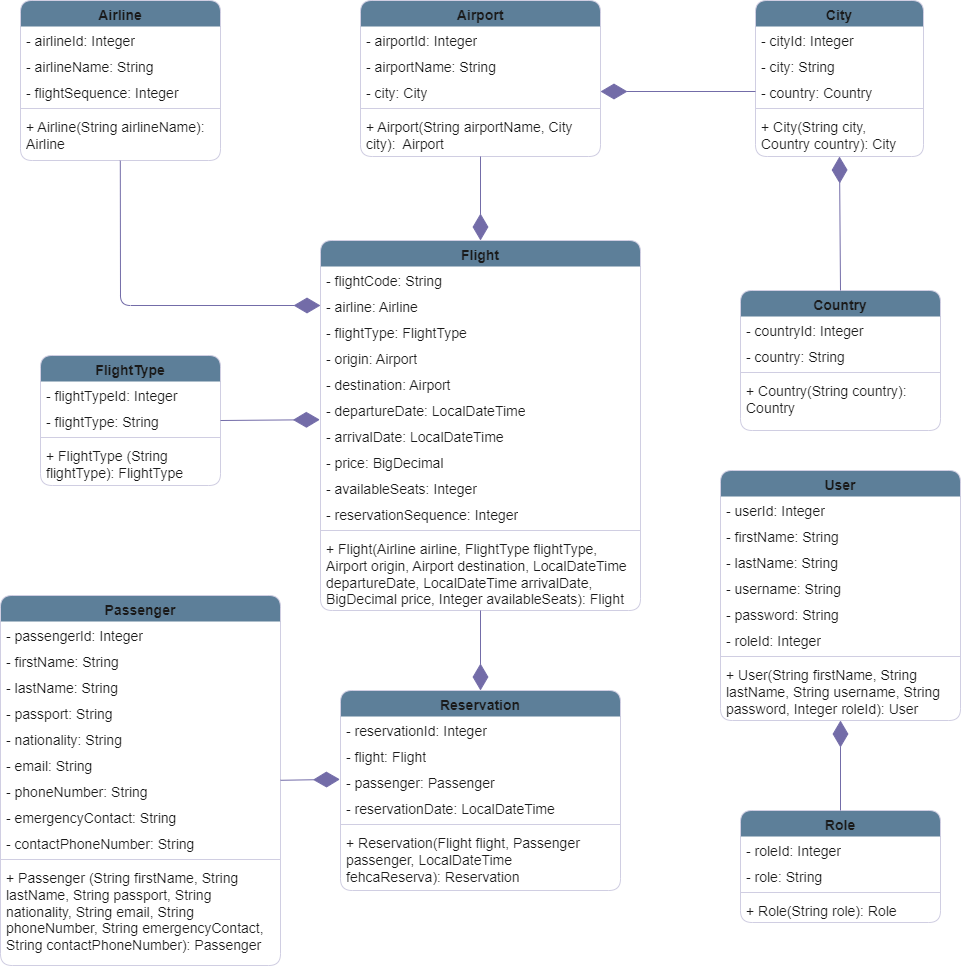 Airline
- airlineId: Integer
- airlineName: String
- flightSequence: Integer
+ Airline(String airlineName):
Airline
Airport
- airportId: Integer
- airportName: String
- city: City
+ Airport(String airportName, City
city):  Airport
City
- cityId: Integer
- city: String
- country: Country
+ City(String city,
Country country): City
Flight
- flightCode: String
- airline: Airline
- flightType: FlightType
- origin: Airport
- destination: Airport
- departureDate: LocalDateTime
- arrivalDate: LocalDateTime
- price: BigDecimal
- availableSeats: Integer
- reservationSequence: Integer
+ Flight(Airline airline, FlightType flightType,
Airport origin, Airport destination, LocalDateTime
departureDate, LocalDateTime arrivalDate,
BigDecimal price, Integer availableSeats): Flight
Country
- countryId: Integer
- country: String
+ Country(String country):
Country
FlightType
- flightTypeId: Integer
- flightType: String
+ FlightType (String
flightType): FlightType
User
- userId: Integer
- firstName: String
- lastName: String
- username: String
- password: String
- roleId: Integer
+ User(String firstName, String
lastName, String username, String
password, Integer roleId): User
Passenger
- passengerId: Integer
- firstName: String
- lastName: String
- passport: String
- nationality: String
- email: String
- phoneNumber: String
- emergencyContact: String
- contactPhoneNumber: String
+ Passenger (String firstName, String
lastName, String passport, String
nationality, String email, String
phoneNumber, String emergencyContact,
String contactPhoneNumber): Passenger
Reservation
- reservationId: Integer
- flight: Flight
- passenger: Passenger
- reservationDate: LocalDateTime
+ Reservation(Flight flight, Passenger
passenger, LocalDateTime
fehcaReserva): Reservation
Role
- roleId: Integer
- role: String
+ Role(String role): Role